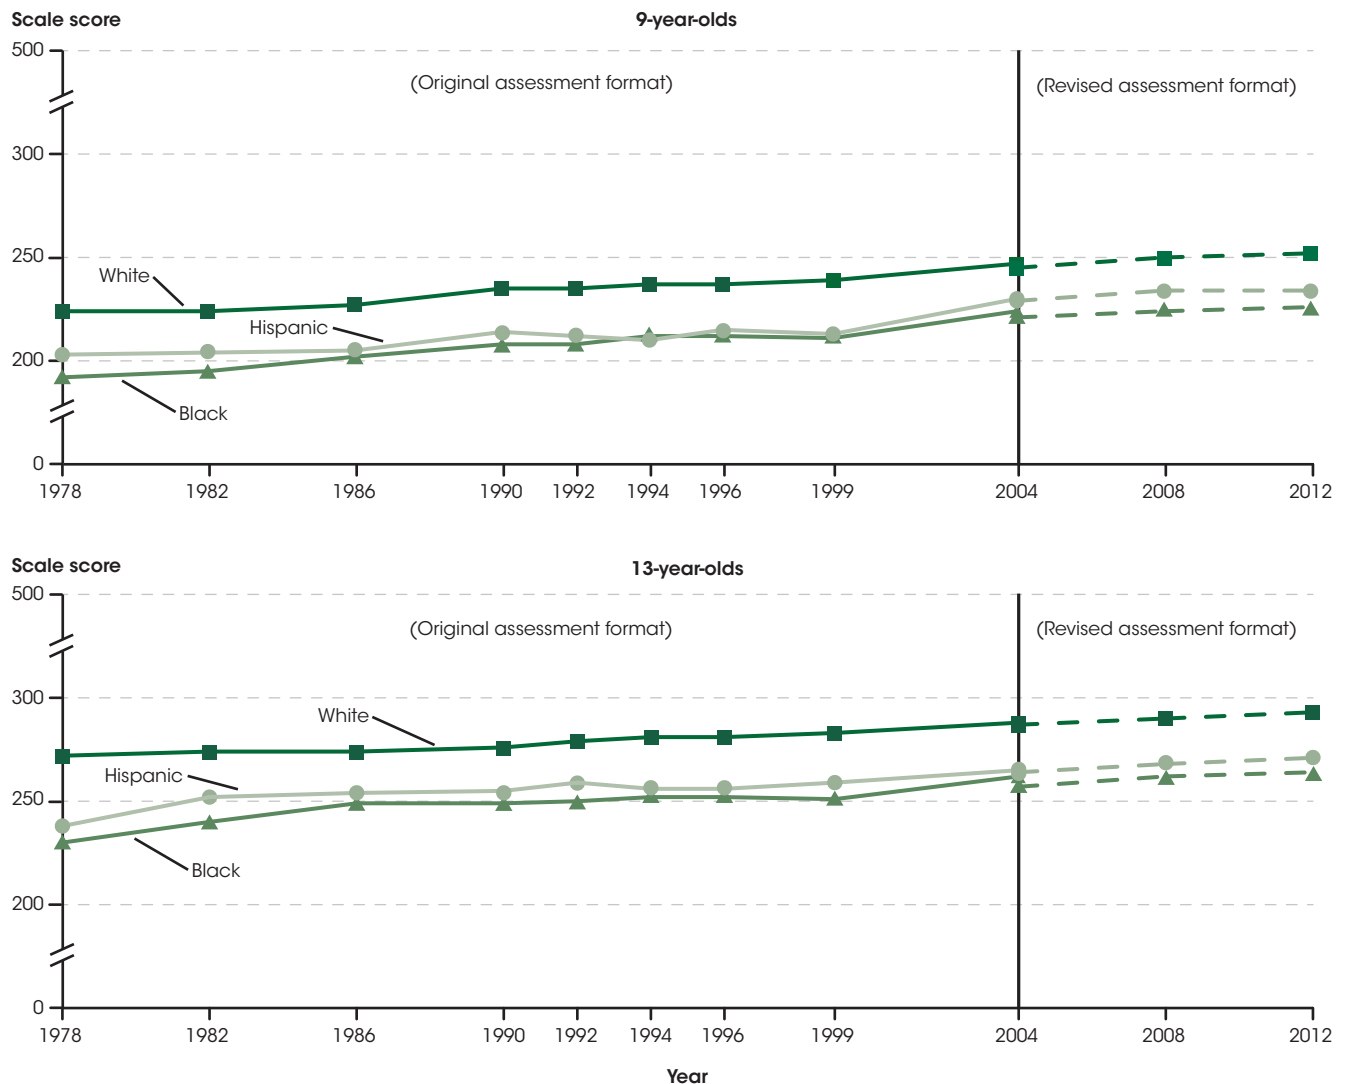 Scale score
9-year-olds
500
(Original assessment format)
(Revised assessment format)
300
250
White
Hispanic
200
Black
0
1978 1982 1986 1990 1992 1994 1996 1999 2004 2008 2012
Scale score
13-year-olds
500
(Original assessment format)
(Revised assessment format)
300
White
Hispanic
250
Black
200
0
1978 1982 1986 1990 1992 1994 1996 1999 2004 2008 2012
Year